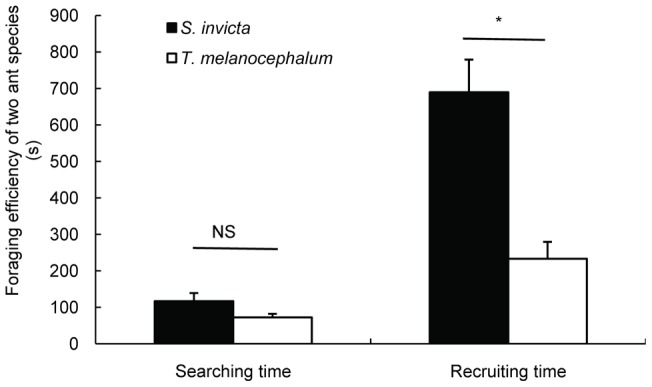 Foraging efficiency of two ant species
(s)
900
800
700
600
500
400
300
200
100
0
S. invicta
T. melanocephalum
NS
*
Searching time
Recruiting time